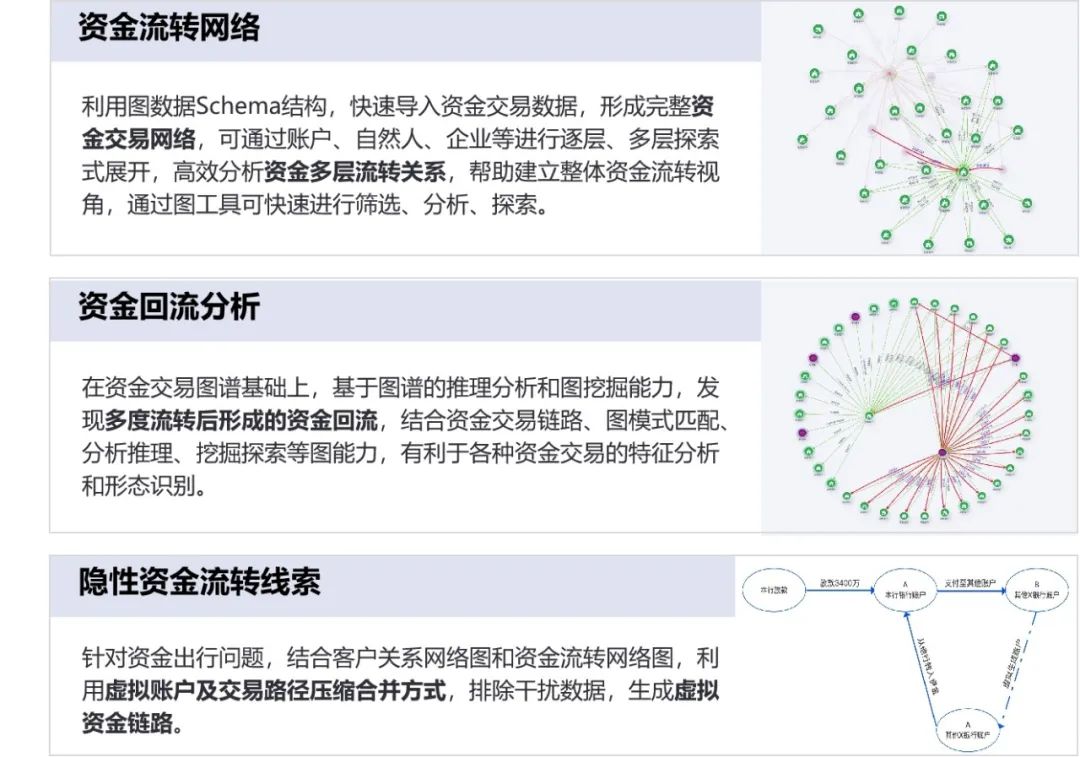 资金流转网络
利用图数据Schema结构，快速导入资金交易数据，形成完整资
金交易网络，可通过账户、自然人、企业等进行逐层、多层探索
式展开，高效分析资金多层流转关系，帮助建立整体资金流转视
角，通过图工具可快速进行筛选、分析、探索。
资金回流分析
在资金交易图谱基础上，基于图谱的推理分析和图挖掘能力，发
现多度流转后形成的资金回流，结合资金交易链路、图模式匹配、
分析推理、挖掘探索等图能力，有利于各种资金交易的特征分析
和形态识别。
隐性资金流转线索
针对资金出行问题，结合客户关系网络图和资金流转网络图，利
用虚拟账户及交易路径压缩合并方式，排除干扰数据，生成虚拟
资金链路。
本行放款
放款3400万
A
本行银行账户
支付至其他账户
B
其他X银行账户
虚拟生成账户
A
其他X银行账户